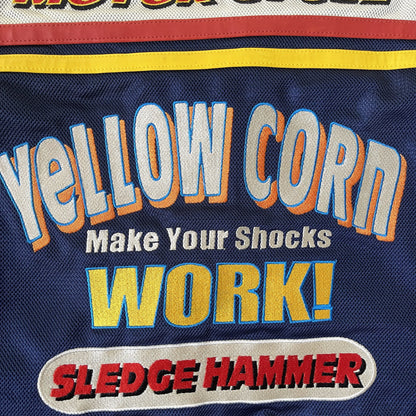 YeLLOW CORN
Make Your Shocks
WORK!
SLEDGE HAMMER